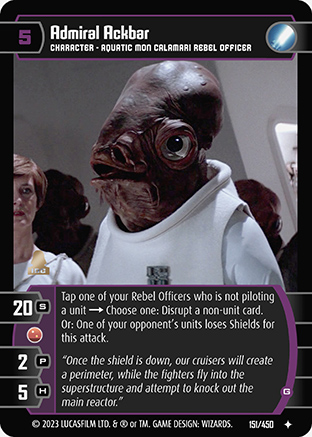 5
Admiral Ackbar
CHARACTER - AQUATIC MON CALAMARI REBEL OFFICER
20 S
2 P
5 H
Tap one of your Rebel Officers who is not piloting
a unit → Choose one: Disrupt a non-unit card.
Or: One of your opponent's units loses Shields for
this attack.
"Once the shield is down, our cruisers will create
a perimeter, while the fighters fly into the
superstructure and attempt to knock out the
main reactor."
G
© 2023 LUCASFILM LTD. & ® or TM. GAME DESIGN: WIZARDS.
151/450